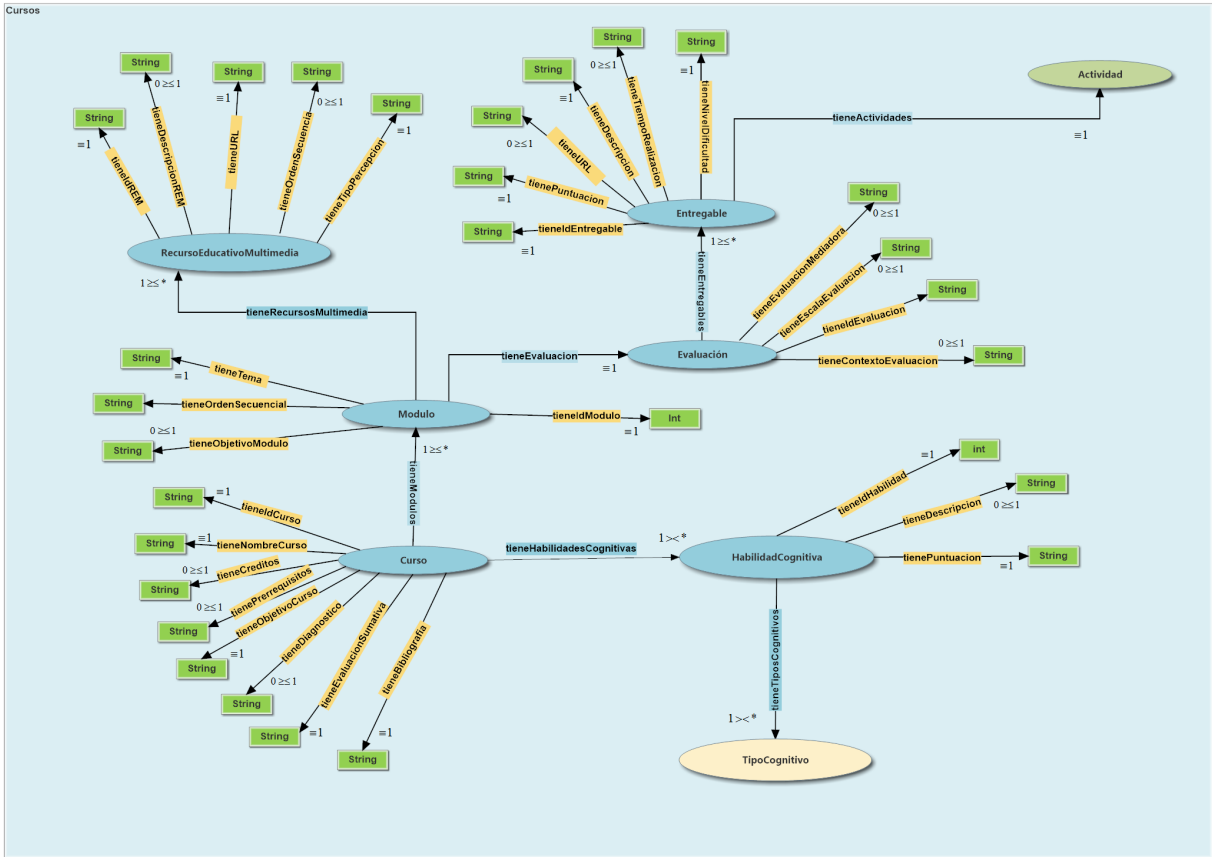 Cursos
String
0 ≥≤ 1
String
≡1
String
0 ≥≤ 1
String
≡1
String
≡1
tieneIdREM
tieneDescripcionREM
tieneURL
tieneOrdenSecuencia
tieneTipoPercepcion
RecursoEducativoMultimedia
1 ≥≤ *
tieneRecursosMultimedia
String
0 ≥≤ 1
String
≡1
String
≡1
String
0 ≥≤ 1
String
≡1
String
≡1
tieneNivelDificultad
tieneTiempoRealizacion
tieneDescripcion
tieneURL
tienePuntuacion
tieneIdEntregable
Entregable
1 ≥≤ *
tieneActividades
Actividad
≡1
tieneEntregables
String
0 ≥≤ 1
String
0 ≥≤ 1
String
0 ≥≤ 1
String
tieneEvaluacionMediadora
tieneEscalaEvaluacion
tieneIdEvaluacion
tieneContextoEvaluacion
Evaluación
tieneEvaluacion
≡1
String
≡1
tieneTema
String
tieneOrdenSecuencial
0 ≥≤ 1
String
tieneObjetivoModulo
Modulo
tieneIdModulo
Int
≡1
1 ≥≤ *
tieneModulos
String
≡1
tieneIdCurso
String
≡1
tieneNombreCurso
0 ≥≤ 1
String
tieneCreditos
0 ≥≤ 1
String
tienePrerrequisitos
String
≡1
tieneObjetivoCurso
String
0 ≥≤ 1
tieneDiagnostico
String
≡1
tieneEvaluacionSumativa
String
≡1
tieneBibliografia
Curso
tieneHabilidadesCognitivas
1 >< *
HabilidadCognitiva
tieneIdHabilidad
≡1
int
tieneDescripcion
String
0 ≥≤ 1
tienePuntuacion
String
≡1
tieneTiposCognitivos
1 >< *
TipoCognitivo